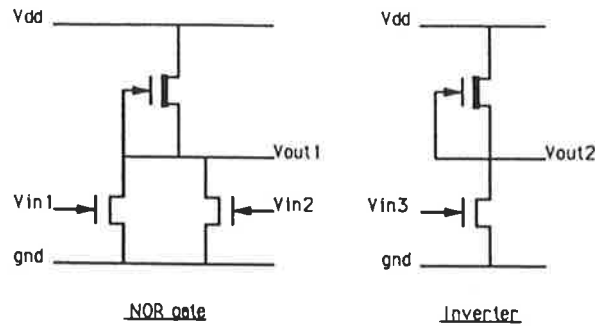 Vdd
Vdd
Vout1
Vout2
Vin1
Vin2
Vin3
gnd
gnd
NOR gate
Inverter